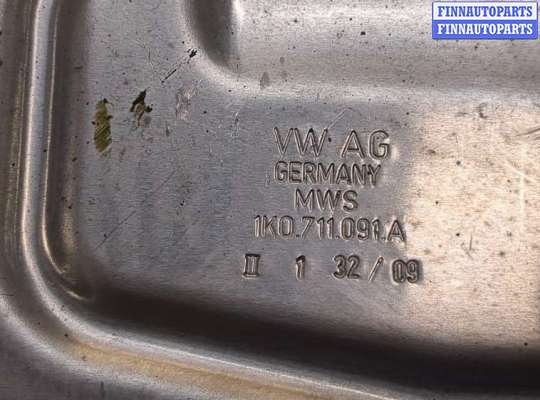 FINNAUTOPARTS
FINNAUTOPARTS
VW AG
GERMANY
MWS
1K0.711.091.A
II 1 32/09